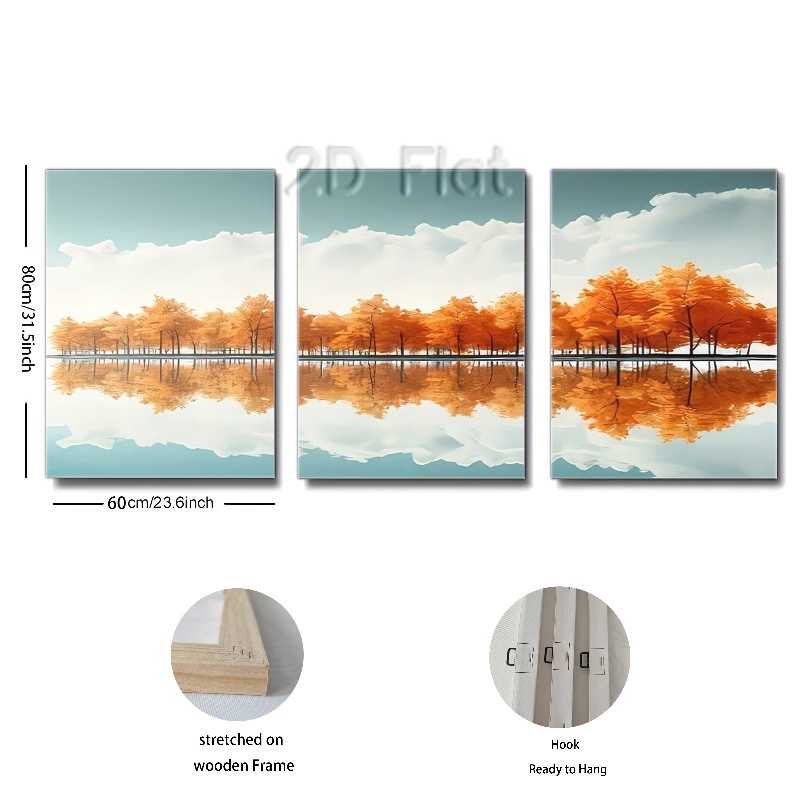 2D Flat
80cm/31.5inch
60cm/23.6inch
stretched on
wooden Frame
Hook
Ready to Hang